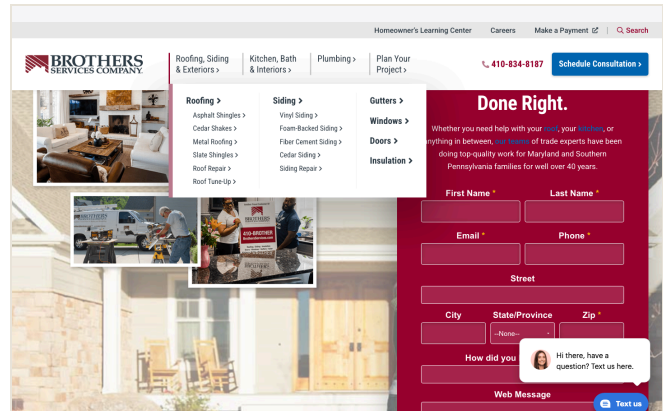 Homeowner's Learning Center Careers Make a Payment Search
BROTHERS
SERVICES COMPANY.
Roofing, Siding
& Exteriors >
Kitchen, Bath
& Interiors >
Plumbing >
Plan Your
Project >
410-834-8187
Schedule Consultation >
Roofing >
Asphalt Shingles >
Cedar Shakes >
Metal Roofing >
Slate Shingles >
Roof Repair >
Roof Tune-Up >
Siding >
Vinyl Siding >
Foam-Backed Siding >
Fiber Cement Siding >
Cedar Siding >
Siding Repair >
Gutters >
Windows >
Doors >
Insulation >
Done Right.
Whether you need help with your roof, your kitchen, or
anything in between, our teams of trade experts have been
doing top-quality work for Maryland and Southern
Pennsylvania families for well over 40 years.
First Name * Last Name *
Email * Phone *
Street
City State/Province Zip *
--None--
How did you
Web Message
Hi there, have a
question? Text us here.
Text us
BROTHERS
410-BROTHER